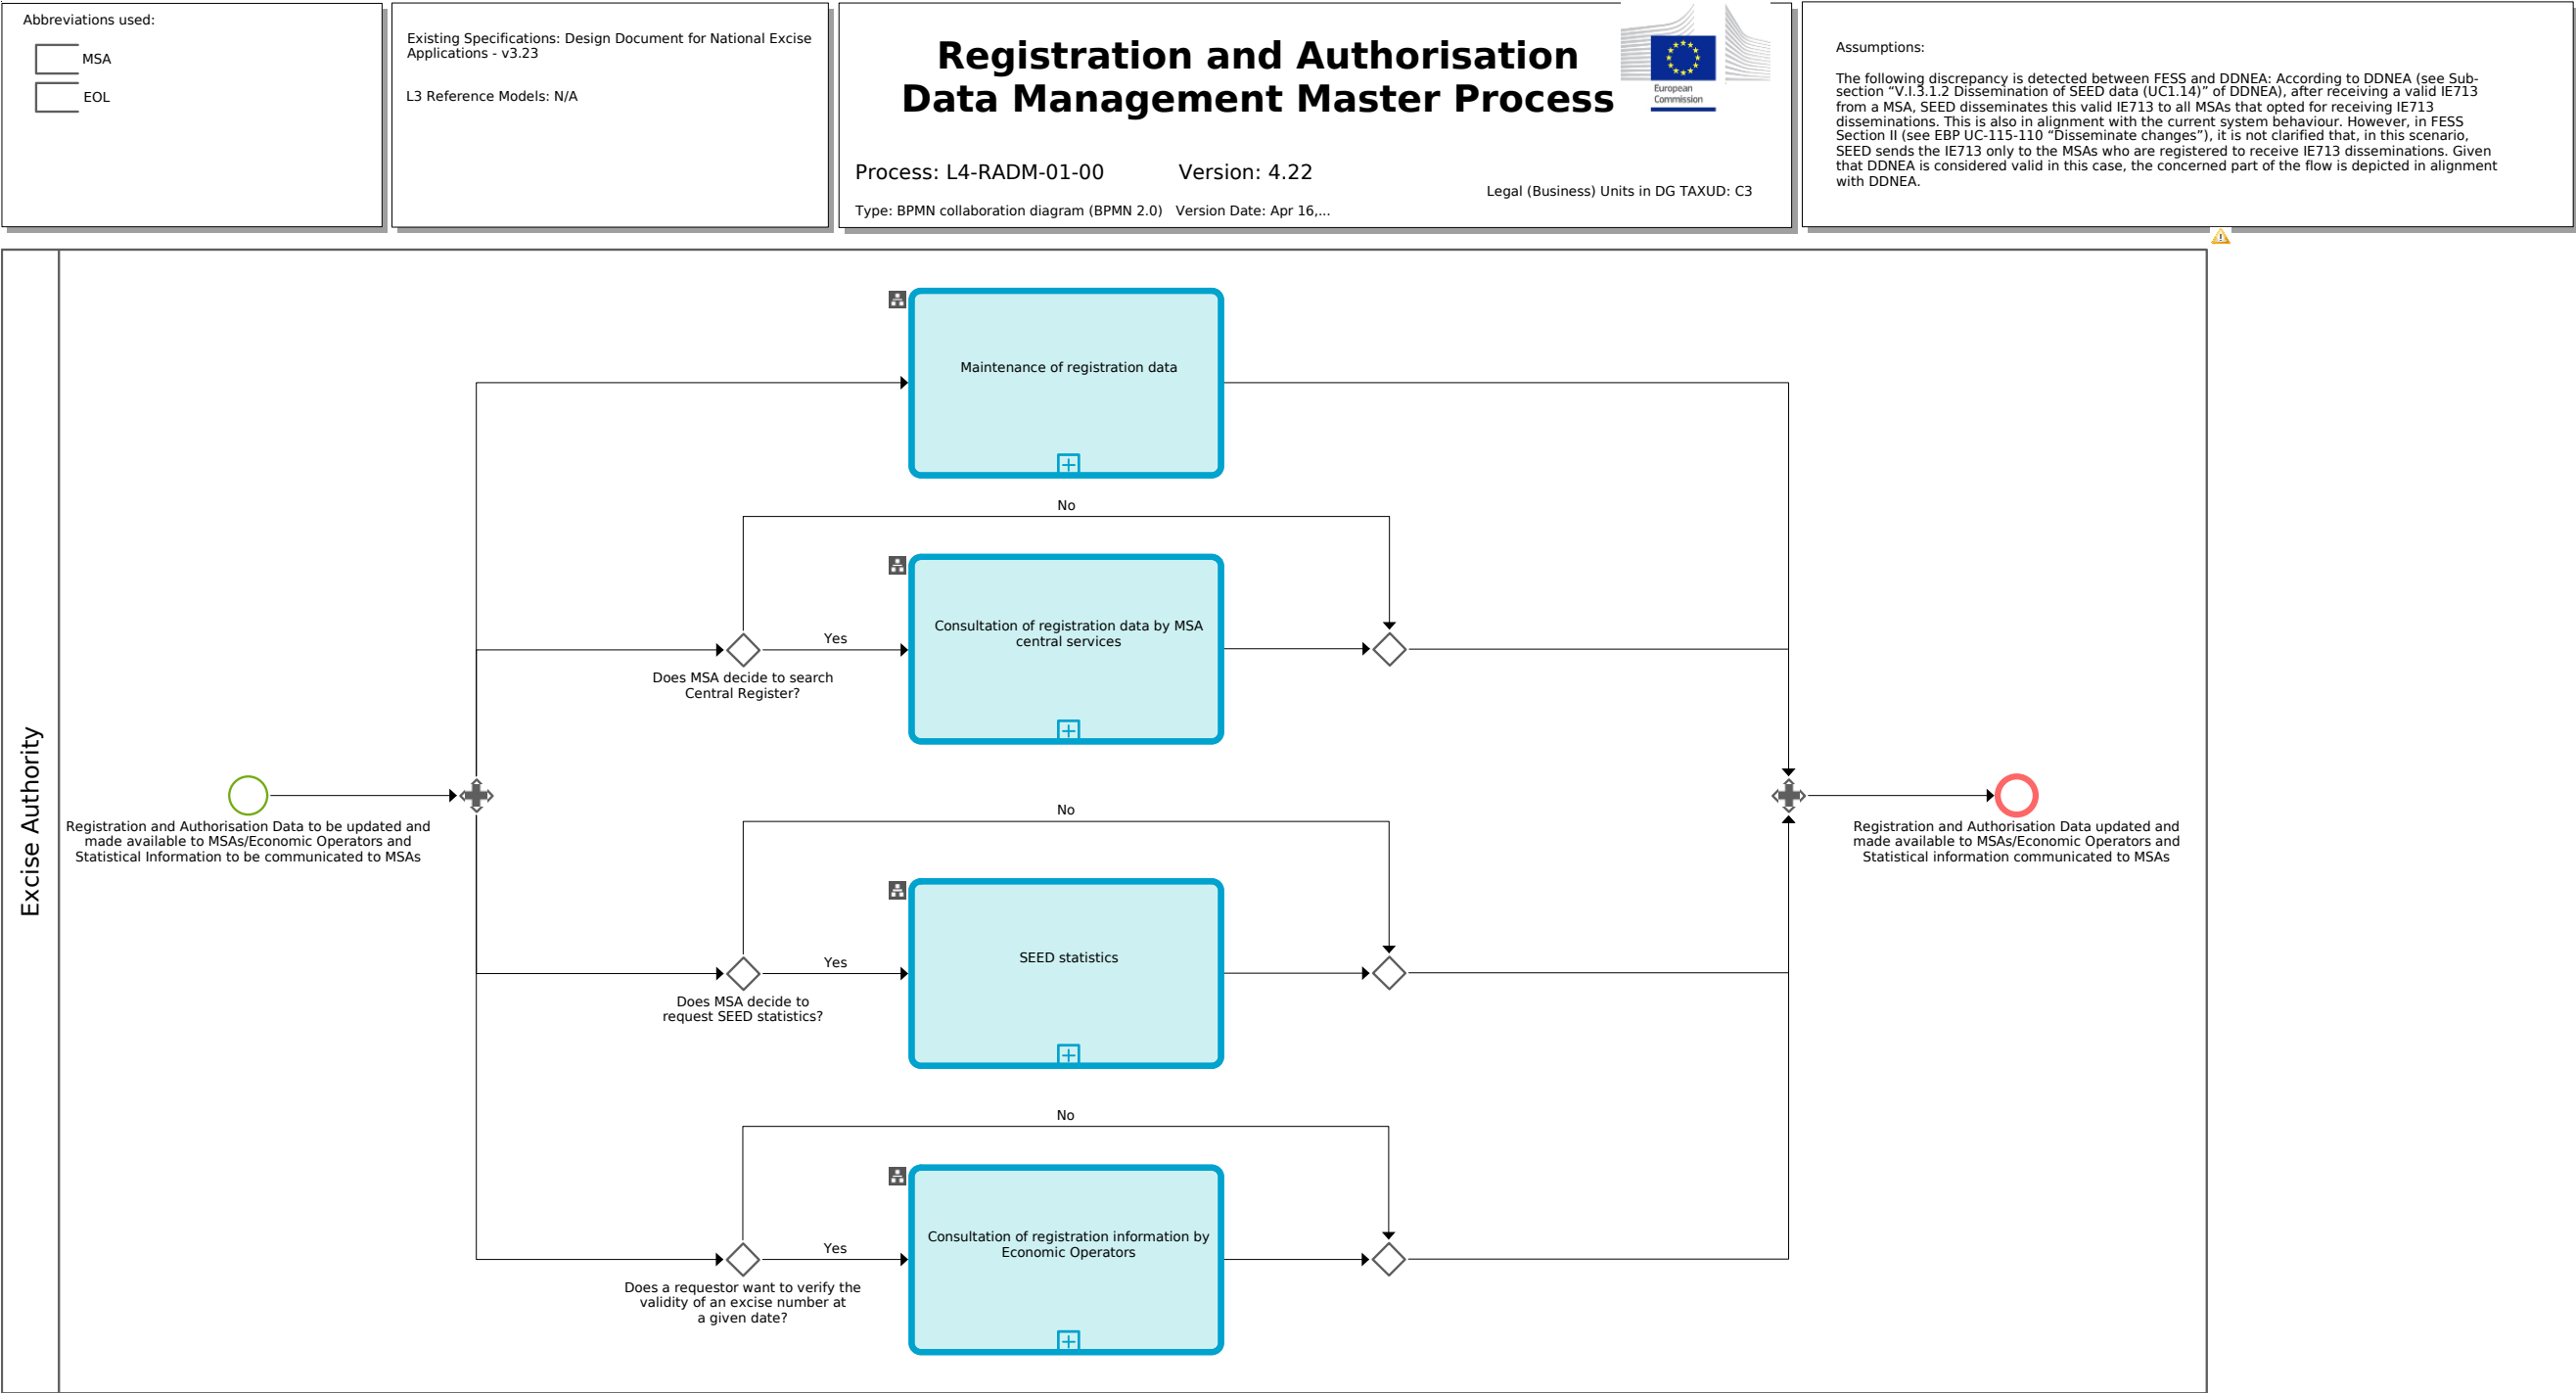 Abbreviations used:
MSA
EOL
Existing Specifications: Design Document for National Excise
Applications - v3.23
L3 Reference Models: N/A
Registration and Authorisation
Data Management Master Process
European
Commission
Process: L4-RADM-01-00
Version: 4.22
Legal (Business) Units in DG TAXUD: C3
Type: BPMN collaboration diagram (BPMN 2.0)
Version Date: Apr 16,...
Assumptions:
The following discrepancy is detected between FESS and DDNEA: According to DDNEA (see Sub-
section “V.I.3.1.2 Dissemination of SEED data (UC1.14)” of DDNEA), after receiving a valid IE713
from a MSA, SEED disseminates this valid IE713 to all MSAs that opted for receiving IE713
disseminations. This is also in alignment with the current system behaviour. However, in FESS
Section II (see EBP UC-115-110 “Disseminate changes”), it is not clarified that, in this scenario,
SEED sends the IE713 only to the MSAs who are registered to receive IE713 disseminations. Given
that DDNEA is considered valid in this case, the concerned part of the flow is depicted in alignment
with DDNEA.
Excise Authority
Registration and Authorisation Data to be updated and
made available to MSAs/Economic Operators and
Statistical Information to be communicated to MSAs
Maintenance of registration data
No
Does MSA decide to search
Central Register?
Yes
Consultation of registration data by MSA
central services
No
Does MSA decide to
request SEED statistics?
Yes
SEED statistics
No
Does a requestor want to verify the
validity of an excise number at
a given date?
Yes
Consultation of registration information by
Economic Operators
Registration and Authorisation Data updated and
made available to MSAs/Economic Operators and
Statistical information communicated to MSAs